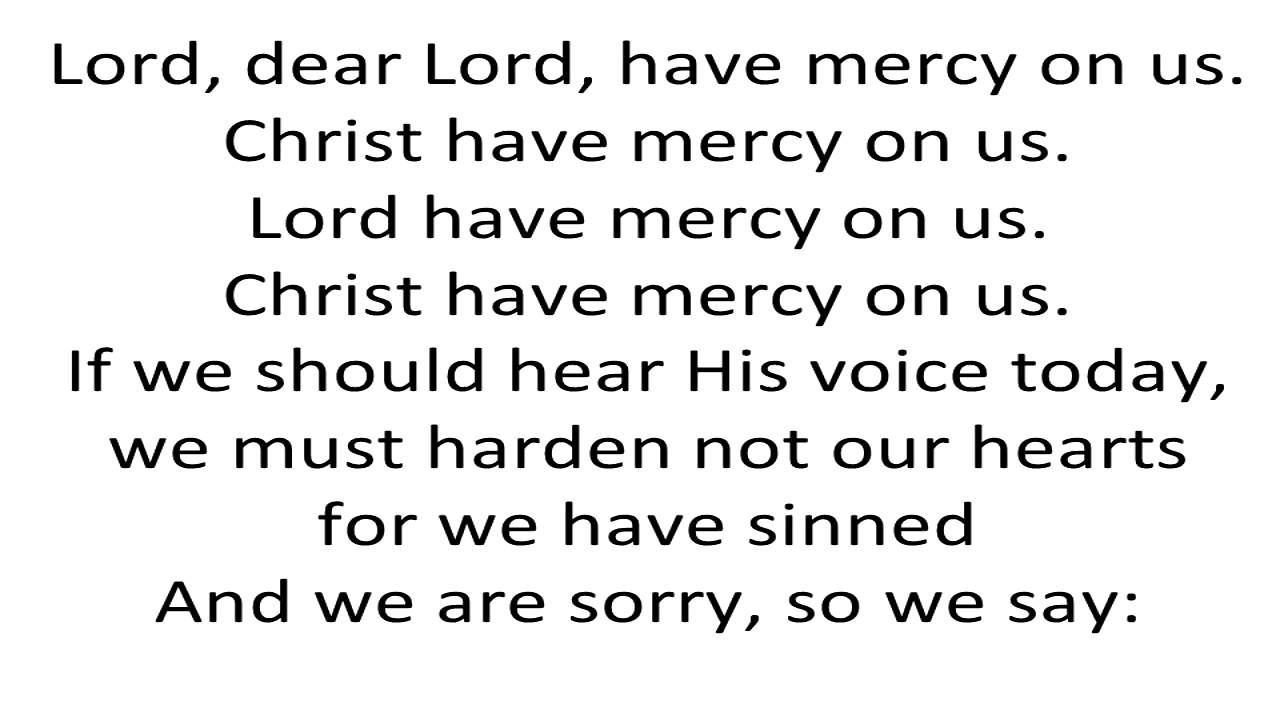 Lord, dear Lord, have mercy on us.
Christ have mercy on us.
Lord have mercy on us.
Christ have mercy on us.
If we should hear His voice today,
we must harden not our hearts
for we have sinned
And we are sorry, so we say: